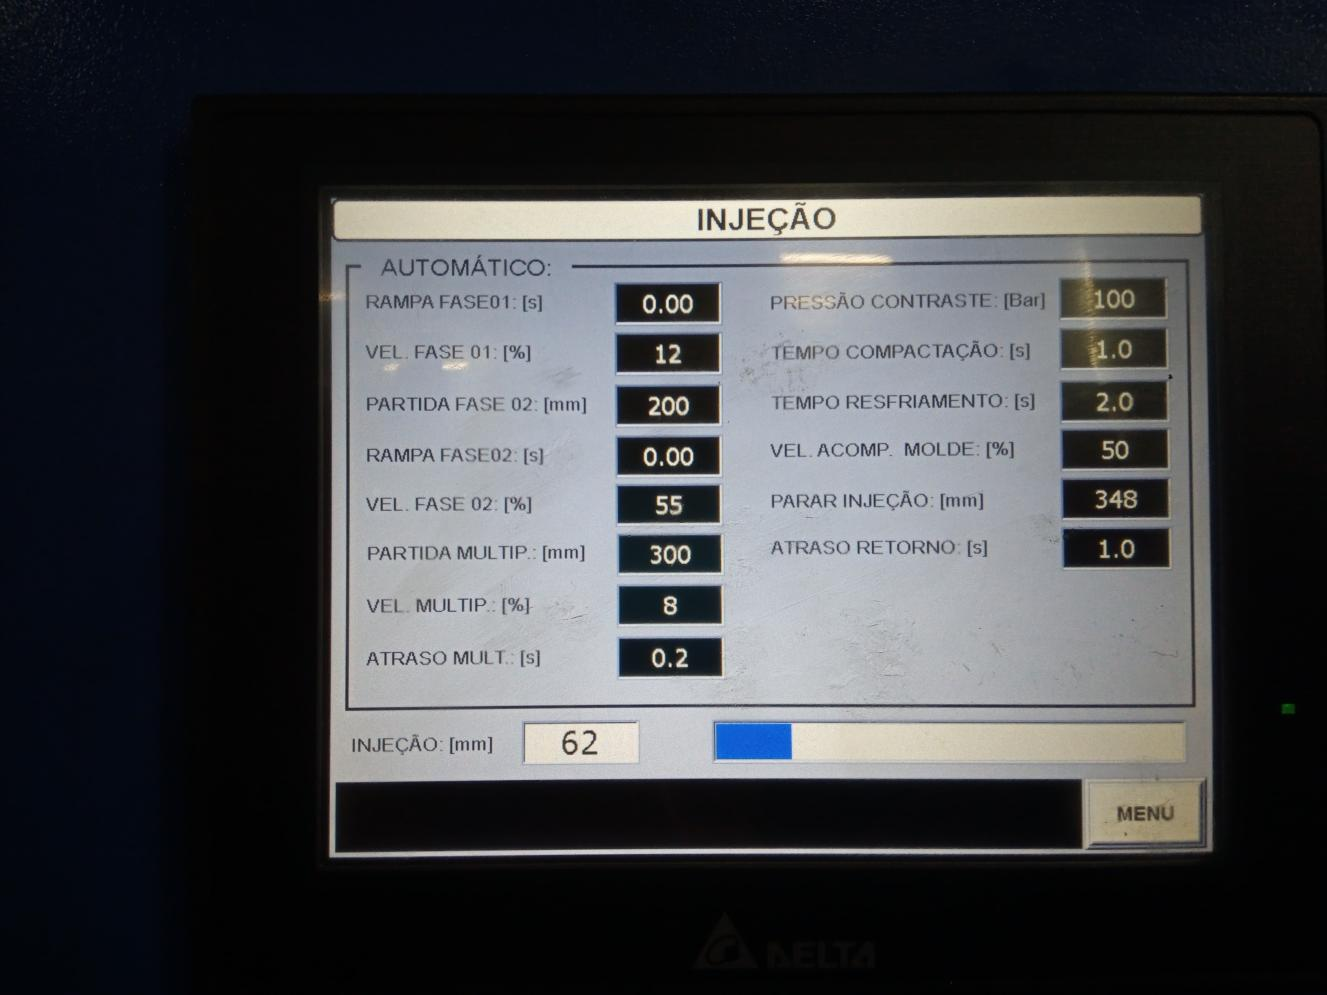 INJEÇÃO
AUTOMÁTICO:
RAMPA FASE01: [s] 0.00
VEL. FASE 01: [%] 12
PARTIDA FASE 02: [mm] 200
RAMPA FASE02: [s] 0.00
VEL. FASE 02: [%] 55
PARTIDA MULTIP.: [mm] 300
VEL. MULTIP.: [%] 8
ATRASO MULT.: [s] 0.2
PRESSÃO CONTRASTE: [Bar] 100
TEMPO COMPACTAÇÃO: [s] 1.0
TEMPO RESFRIAMENTO: [s] 2.0
VEL. ACOMP. MOLDE: [%] 50
PARAR INJEÇÃO: [mm] 348
ATRASO RETORNO: [s] 1.0
INJEÇÃO: [mm] 62
MENU
DELTA